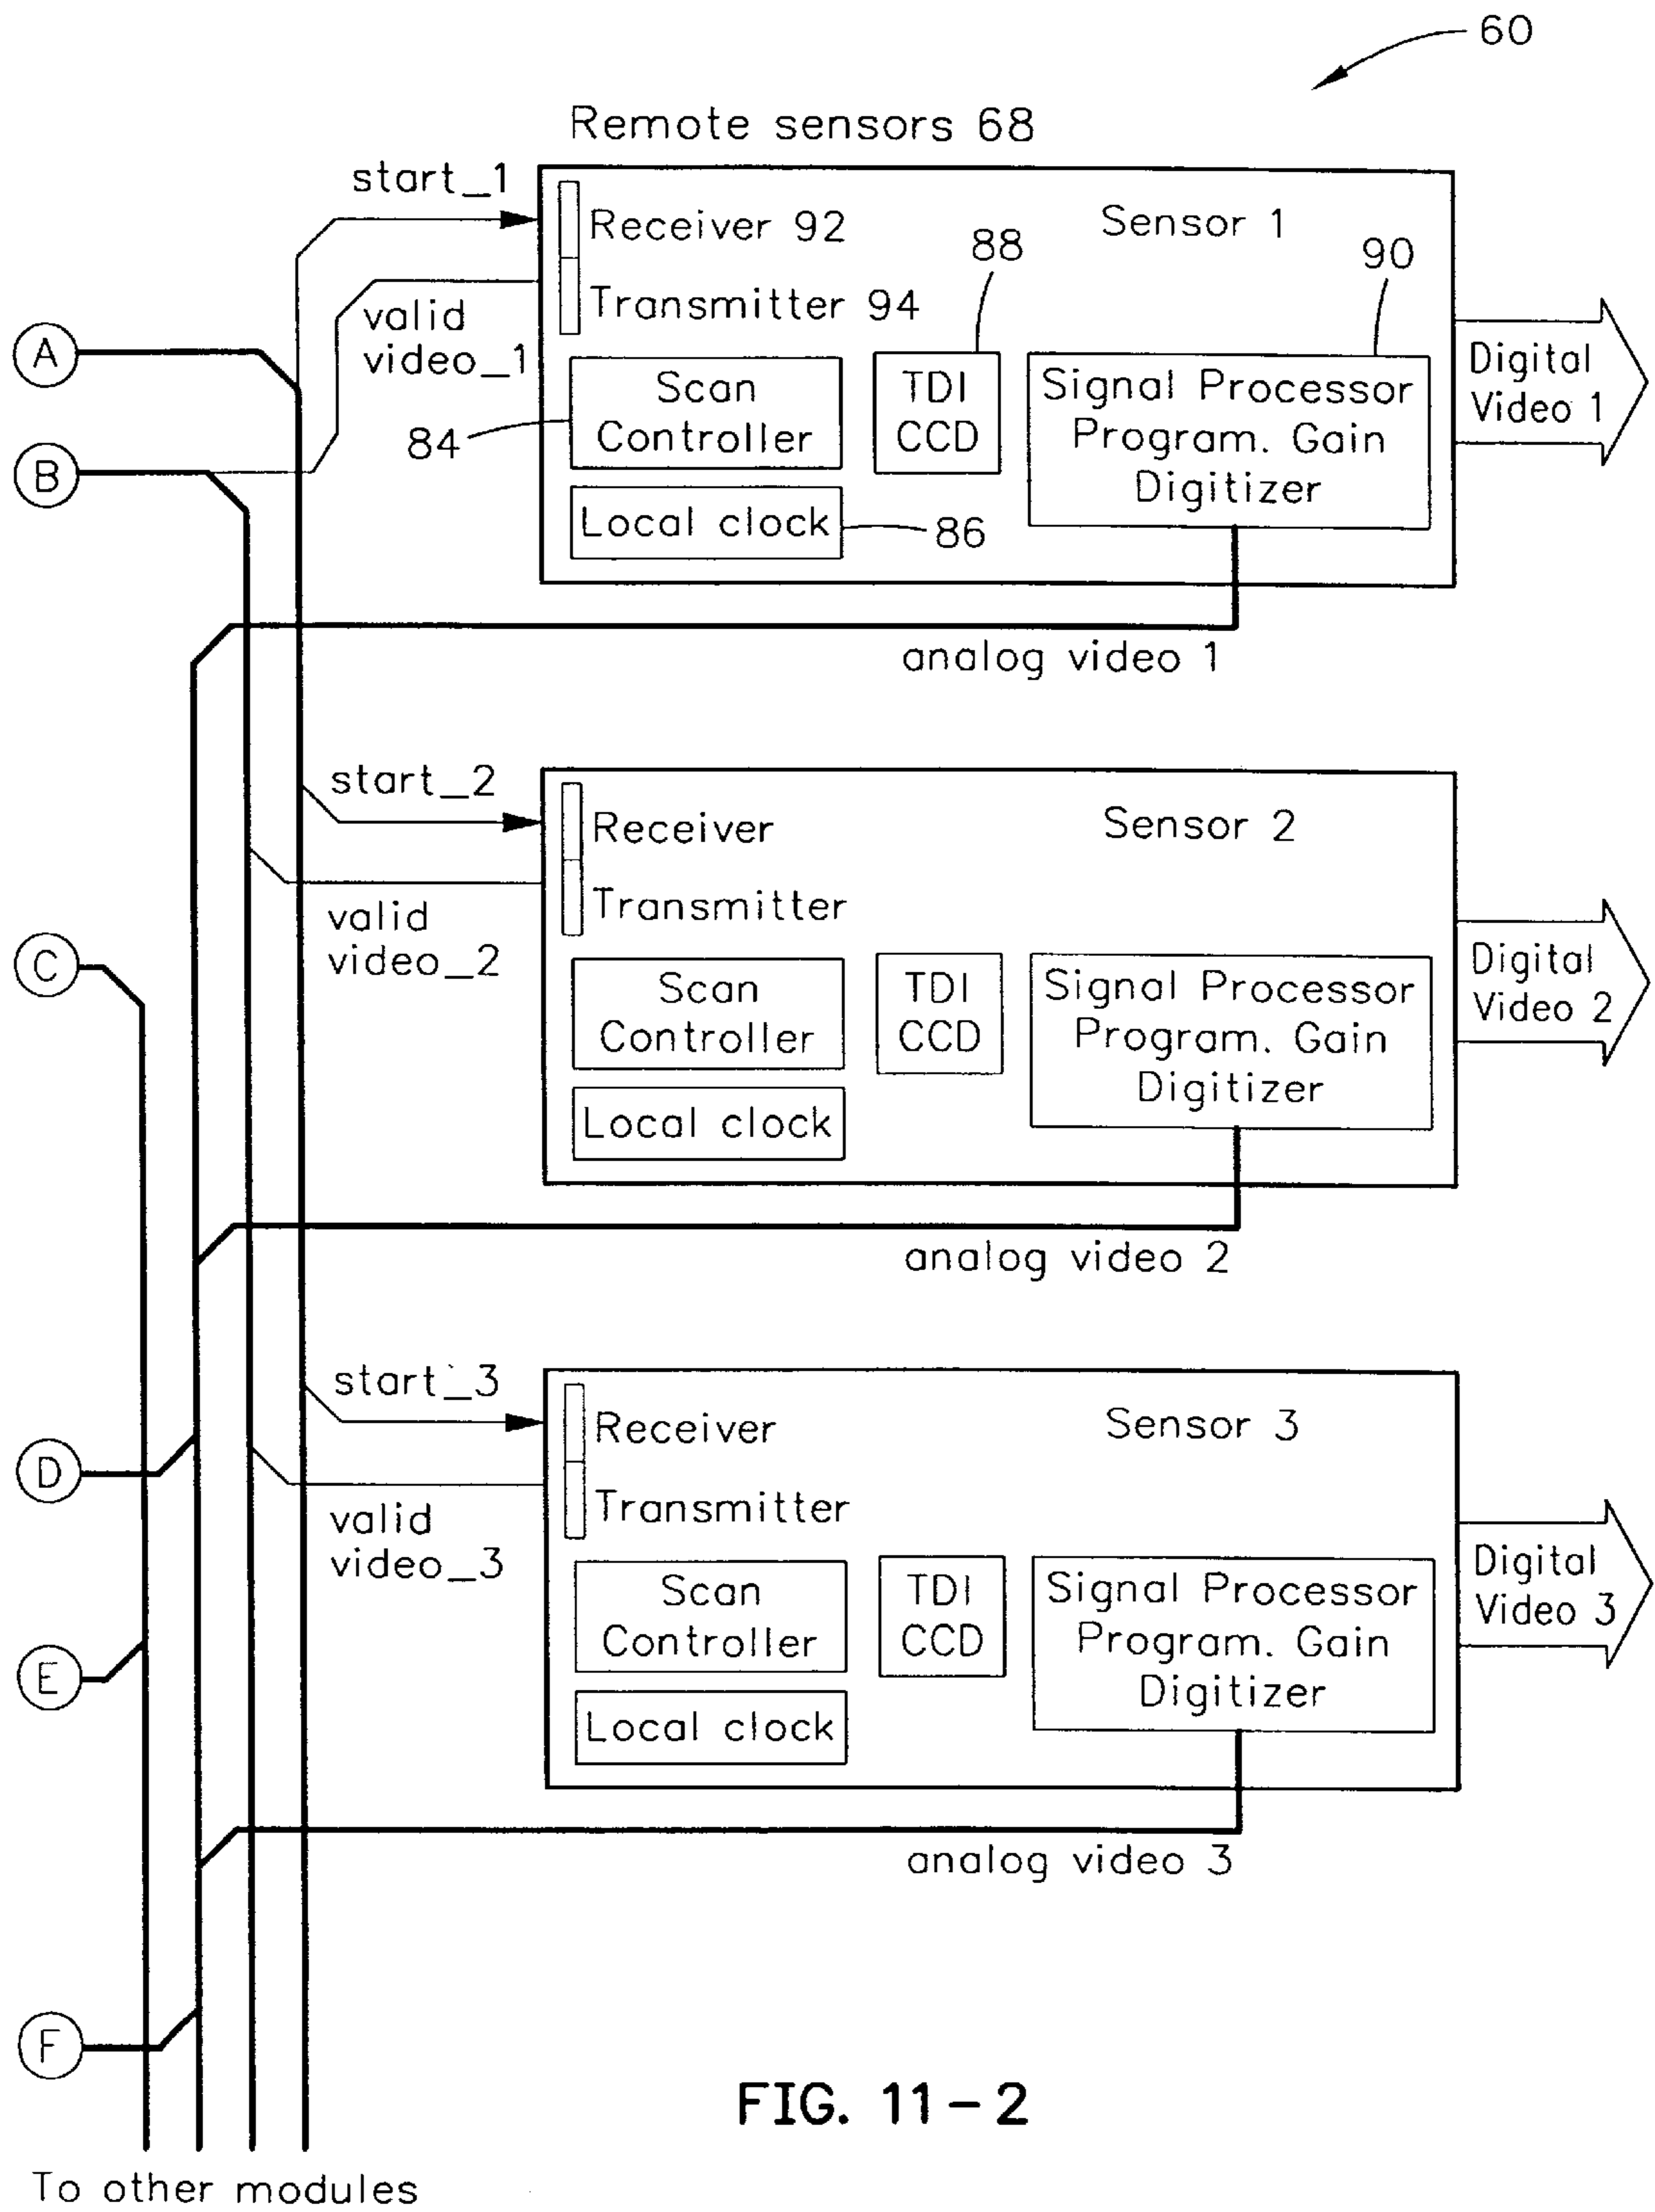 60
Remote sensors 68
start_1
Receiver 92
Sensor 1
88
90
Transmitter 94
valid
video_1
A
Digital
Video 1
Scan
Controller
TDI
CCD
Signal Processor
Program. Gain
Digitizer
84
B
Local clock
86
analog video 1
start_2
Receiver
Sensor 2
Transmitter
valid
video_2
C
Digital
Video 2
Scan
Controller
TDI
CCD
Signal Processor
Program. Gain
Digitizer
Local clock
analog video 2
start_3
Receiver
Sensor 3
D
Transmitter
valid
video_3
Digital
Video 3
Scan
Controller
TDI
CCD
Signal Processor
Program. Gain
Digitizer
E
Local clock
analog video 3
F
FIG. 11-2
To other modules